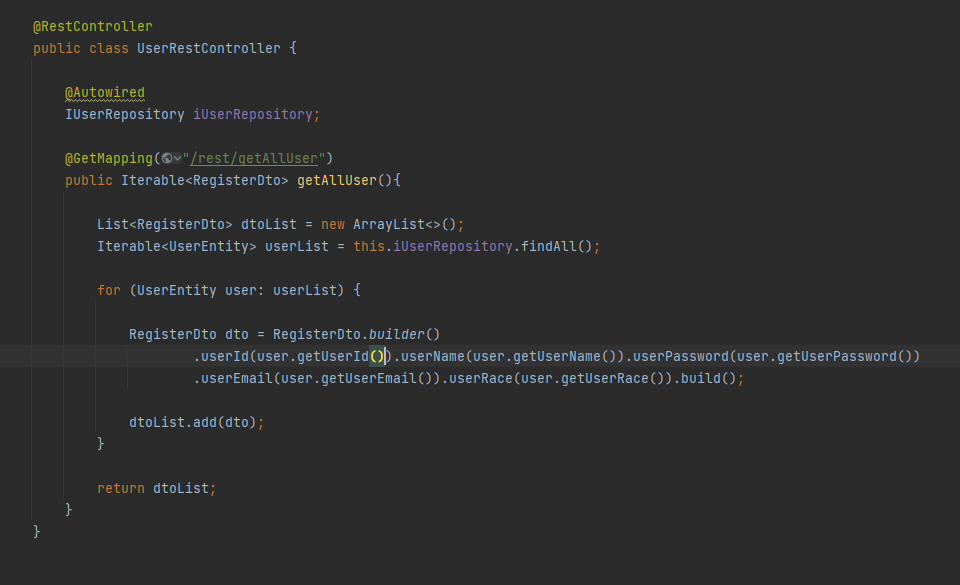 @RestController
public class UserRestController {
@Autowired
IUserRepository iUserRepository;
@GetMapping("/rest/getAllUser")
public Iterable<RegisterDto> getAllUser(){
List<RegisterDto> dtoList = new ArrayList<>();
Iterable<UserEntity> userList = this.iUserRepository.findAll();
for (UserEntity user: userList) {
RegisterDto dto = RegisterDto.builder()
.userId(user.getUserId()).userName(user.getUserName()).userPassword(user.getUserPassword())
.userEmail(user.getUserEmail()).userRace(user.getUserRace()).build();
dtoList.add(dto);
}
return dtoList;
}
}